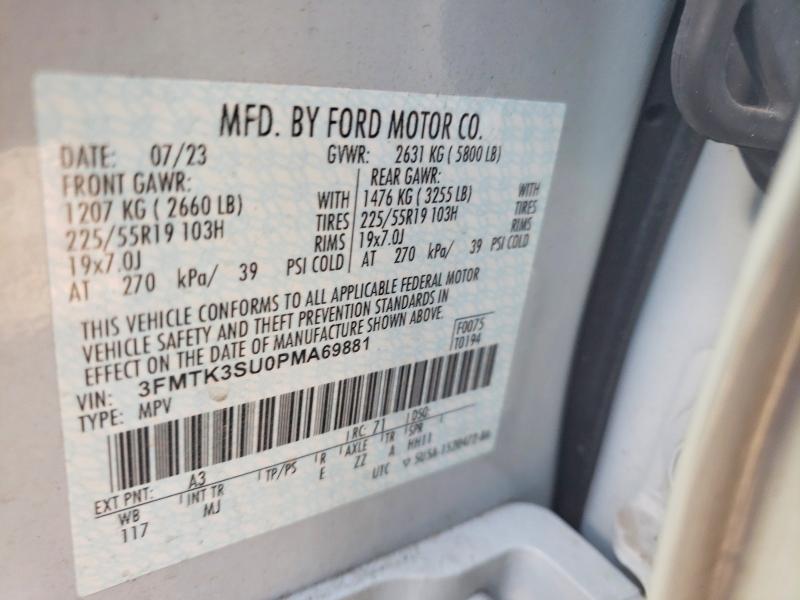 MFD. BY FORD MOTOR CO.
DATE: 07/23 GVWR: 2631 KG ( 5800 LB)
FRONT GAWR: REAR GAWR:
1207 KG ( 2660 LB) WITH 1476 KG ( 3255 LB) WITH
225/55R19 103H TIRES 225/55R19 103H TIRES
19x7.0J RIMS 19x7.0J RIMS
AT 270 kPa/ 39 PSI COLD AT 270 kPa/ 39 PSI COLD
THIS VEHICLE CONFORMS TO ALL APPLICABLE FEDERAL MOTOR
VEHICLE SAFETY AND THEFT PREVENTION STANDARDS IN
EFFECT ON THE DATE OF MANUFACTURE SHOWN ABOVE.
F0075
T0194
VIN: 3FMTK3SU0PMA69881
TYPE: MPV
EXT PNT: A3 RC: 71 DSO:
WB INT TR TP/PS R AXLE TR SPR
117 MJ E ZZ A HH11
UTC